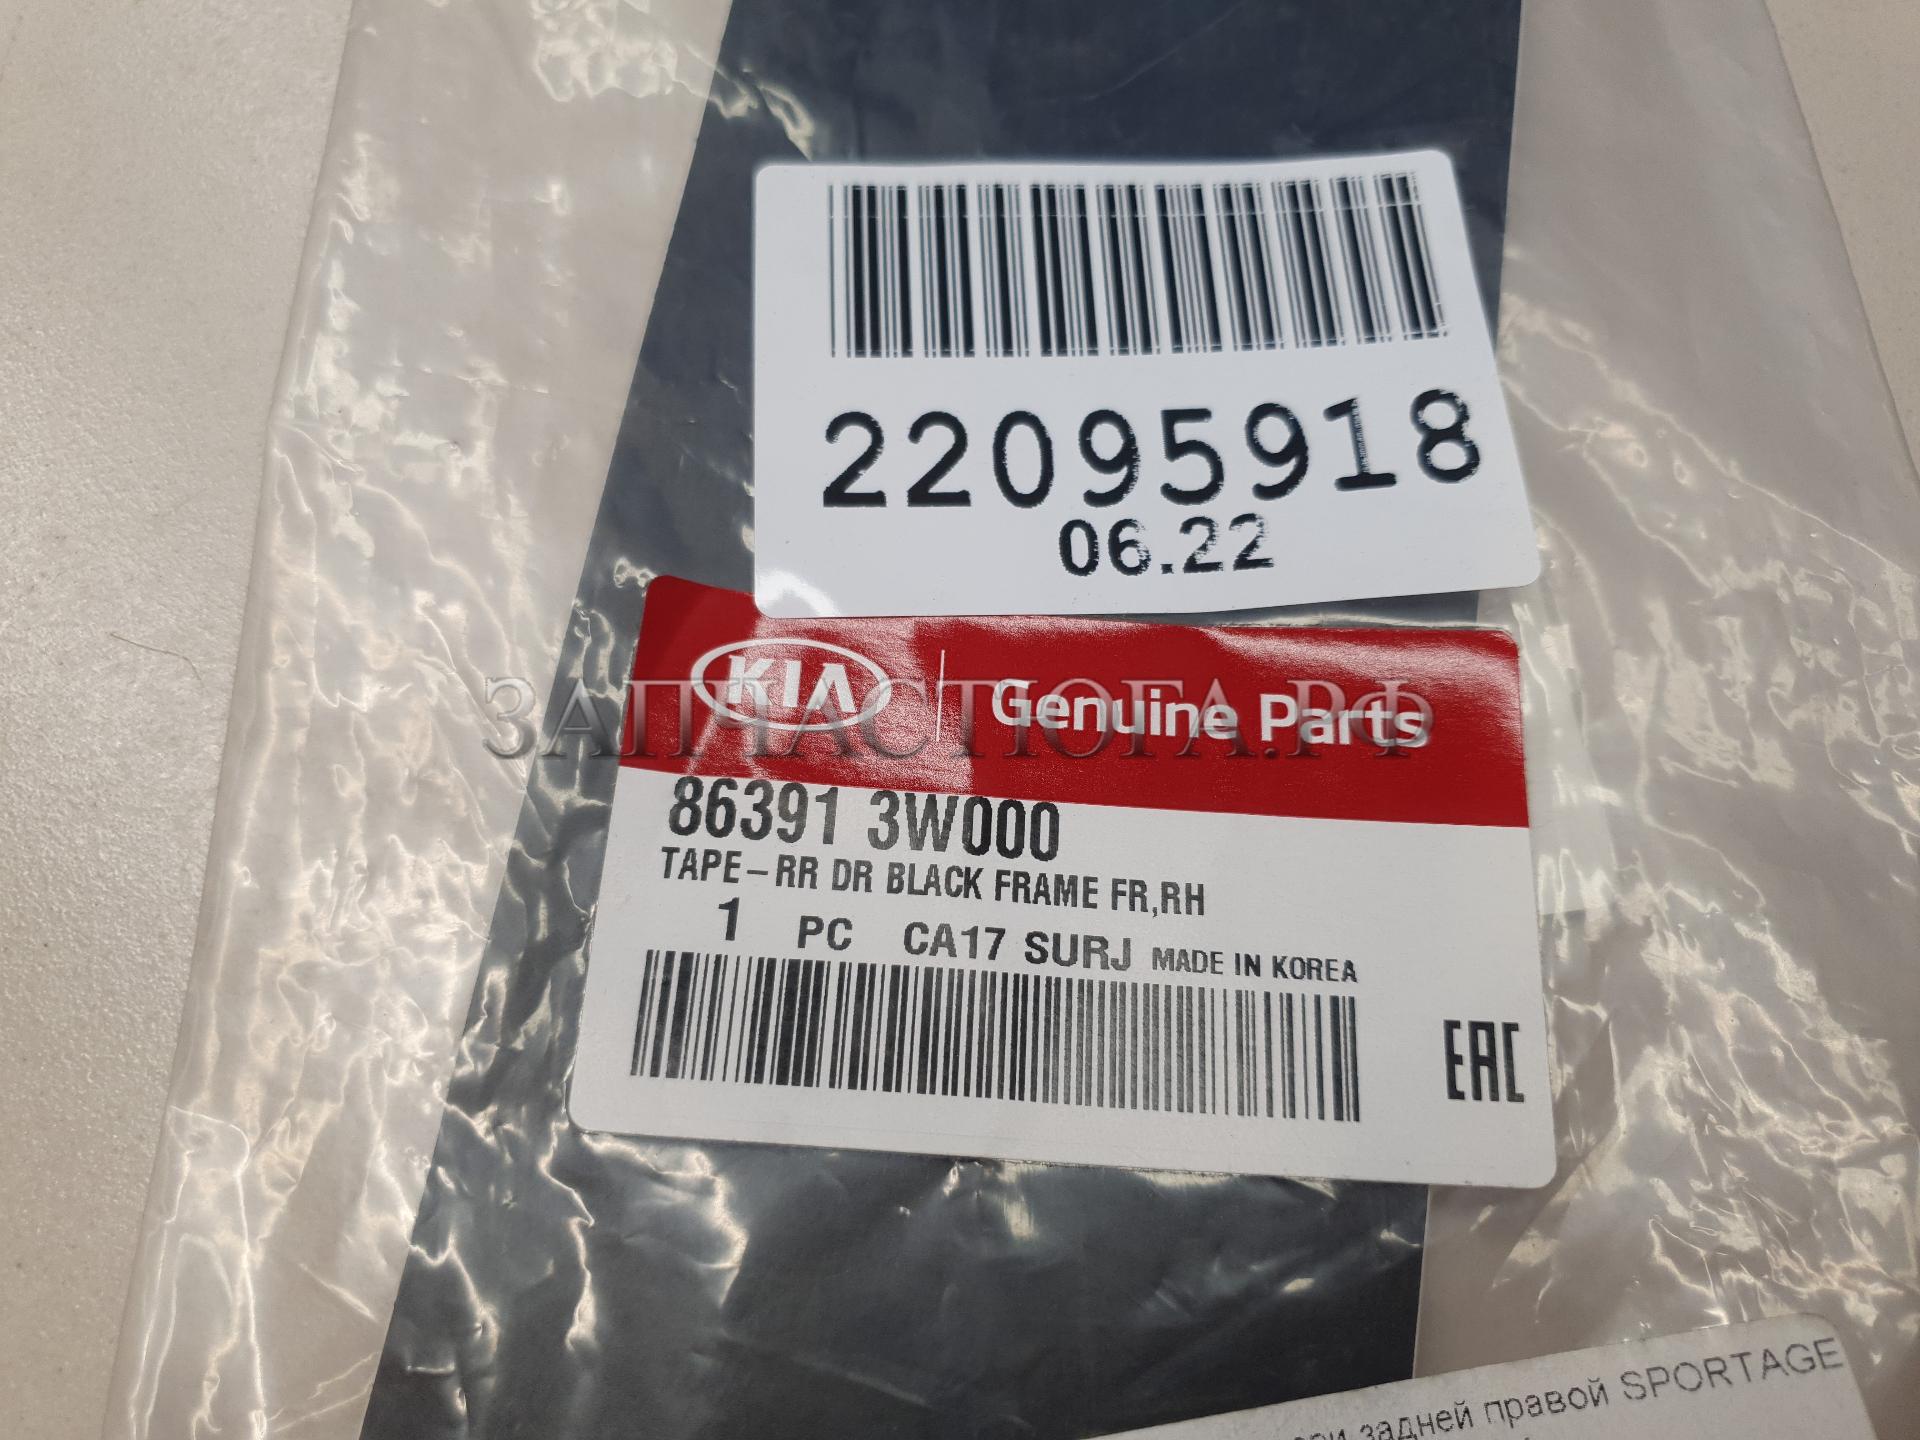 22095918
06.22
KIA Genuine Parts
ЗАПЧАСТЮГА.РФ
86391 3W000
TAPE-RR DR BLACK FRAME FR,RH
1 PC CA17 SURJ MADE IN KOREA
EAC
задней правой SPORTAGE